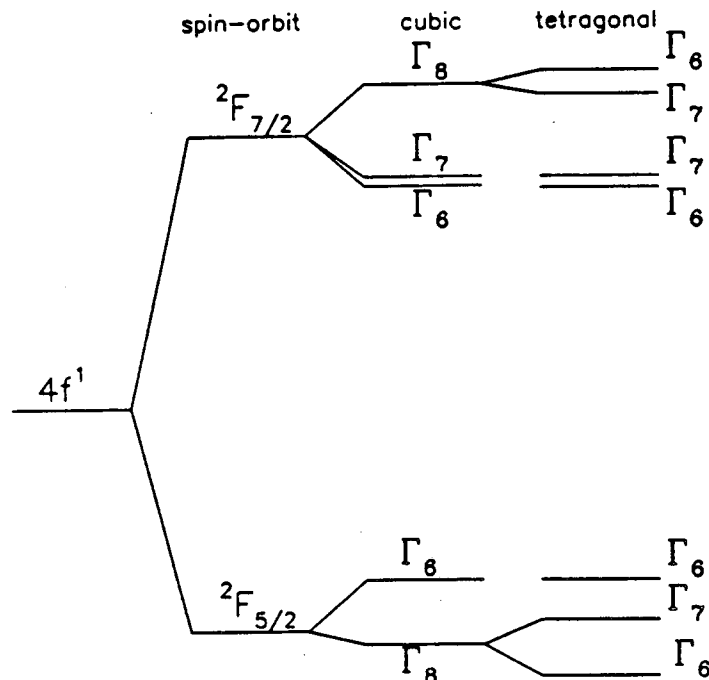 spin-orbit cubic tetragonal
Γ₈ Γ₆
²F₇/₂ Γ₇
Γ₇ Γ₇
Γ₆ Γ₆
4f¹
Γ₆ Γ₆
²F₅/₂ Γ₇
Γ₈ Γ₆